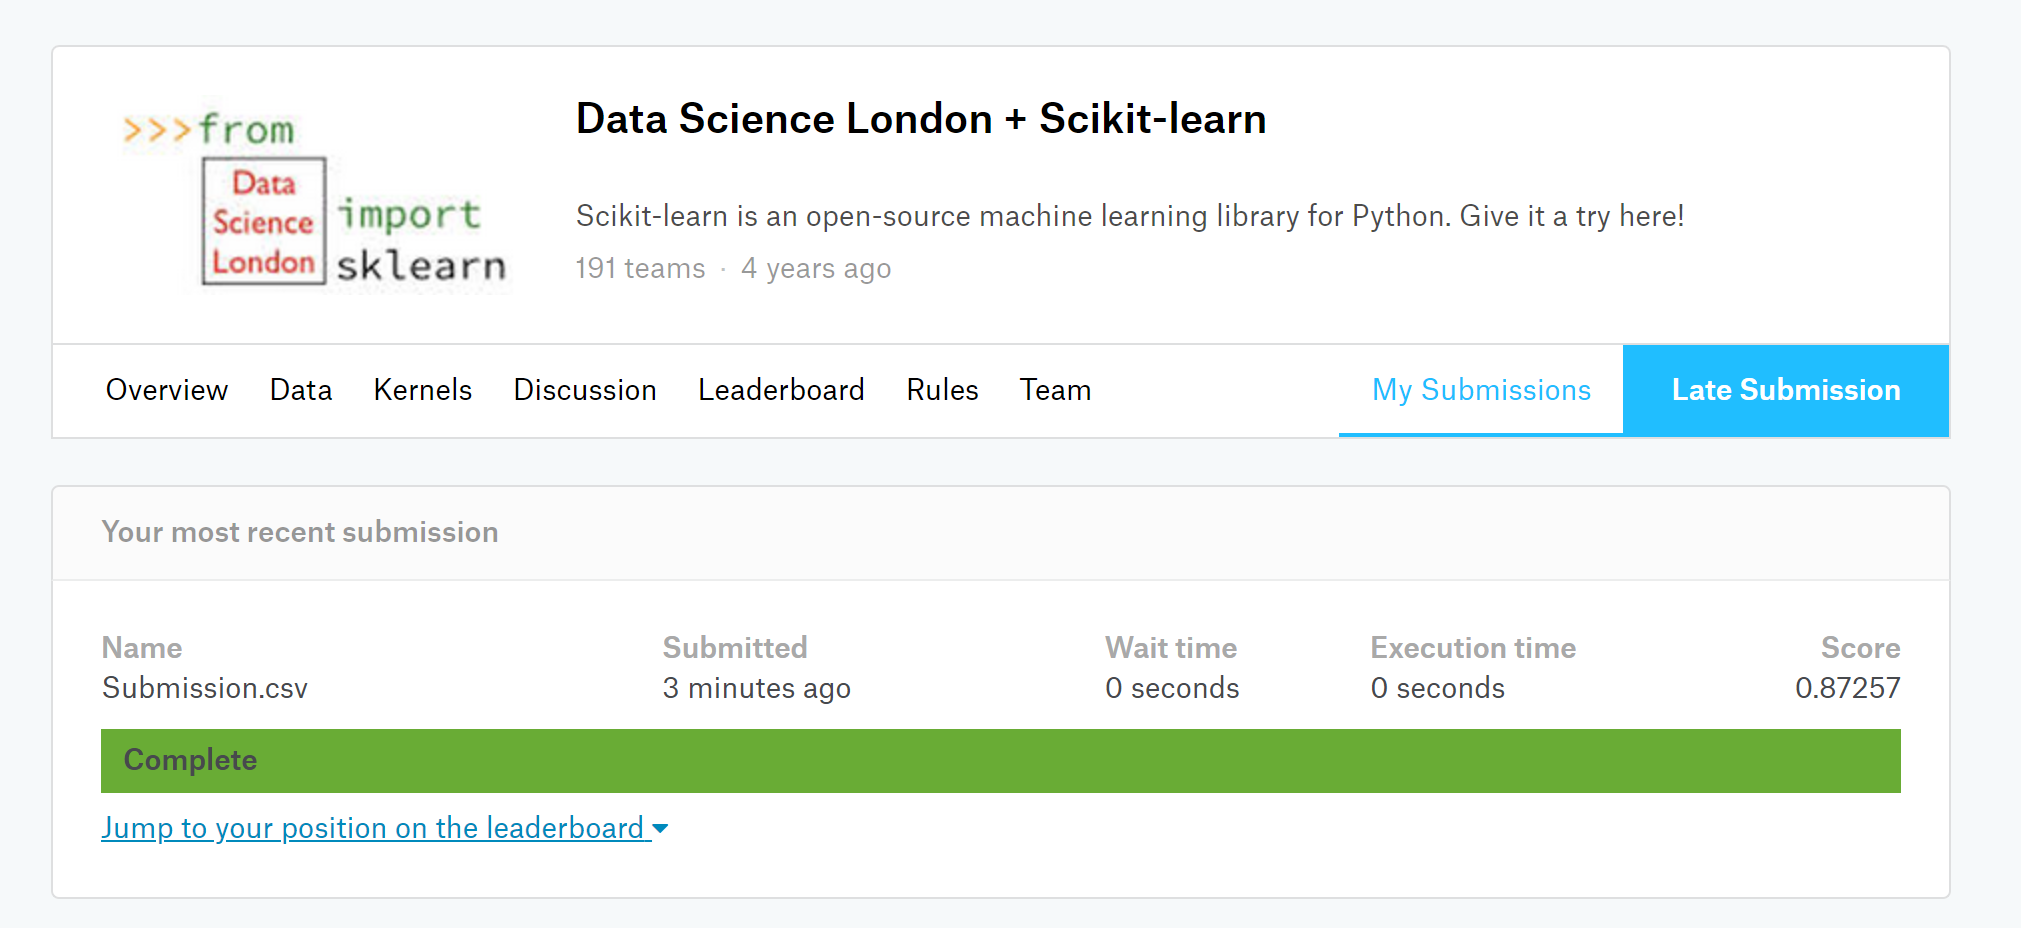 >>>from
Data
Science
London
import
sklearn
Data Science London + Scikit-learn
Scikit-learn is an open-source machine learning library for Python. Give it a try here!
191 teams · 4 years ago
Overview Data Kernels Discussion Leaderboard Rules Team My Submissions Late Submission
Your most recent submission
Name Submitted Wait time Execution time Score
Submission.csv 3 minutes ago 0 seconds 0 seconds 0.87257
Complete
Jump to your position on the leaderboard